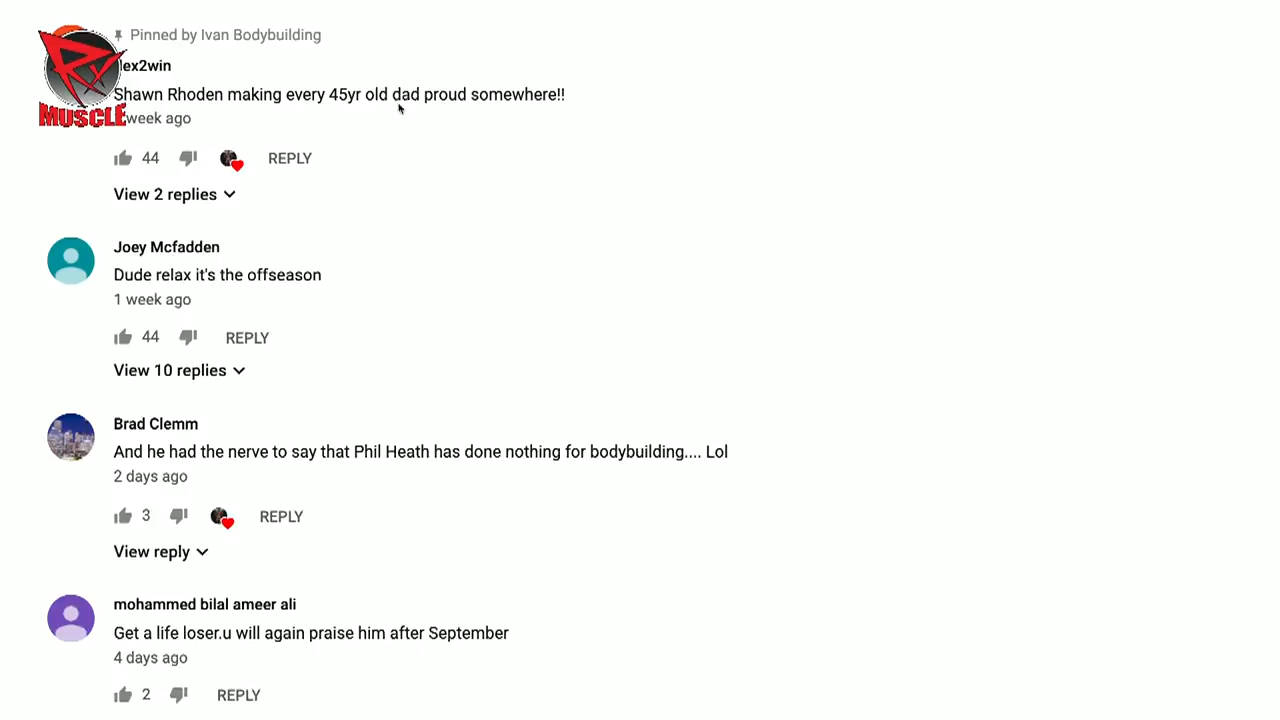 Pinned by Ivan Bodybuilding
lex2win
Shawn Rhoden making every 45yr old dad proud somewhere!!
week ago
44 REPLY
View 2 replies
Joey Mcfadden
Dude relax it's the offseason
1 week ago
44 REPLY
View 10 replies
Brad Clemm
And he had the nerve to say that Phil Heath has done nothing for bodybuilding.... Lol
2 days ago
3 REPLY
View reply
mohammed bilal ameer ali
Get a life loser.u will again praise him after September
4 days ago
2 REPLY
MUSCLE